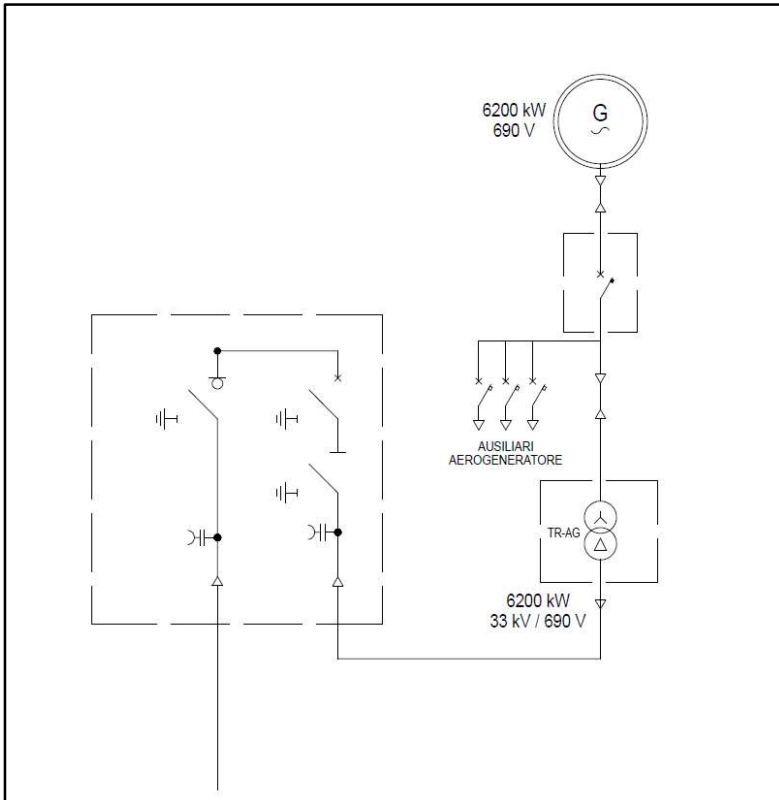 6200 kW
690 V
G
AUSILIARI
AEROGENERATORE
TR-AG
6200 kW
33 kV / 690 V